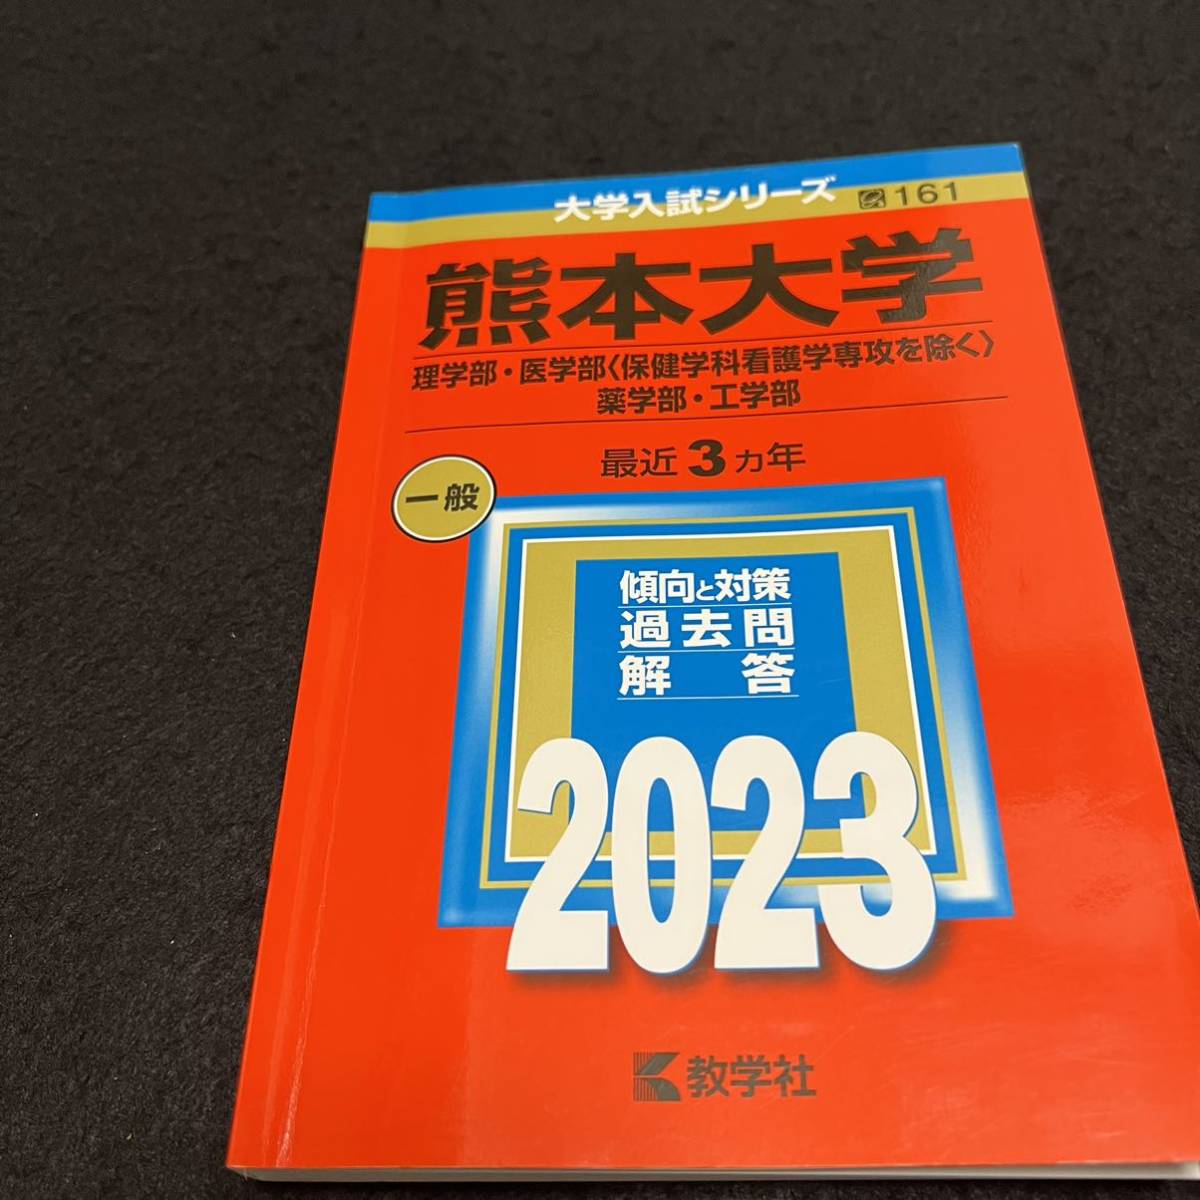 大学入試シリーズ 161
熊本大学
理学部・医学部〈保健学科看護学専攻を除く〉
薬学部・工学部
最近3カ年
一般
傾向と対策
過去問
解答
2023
教学社